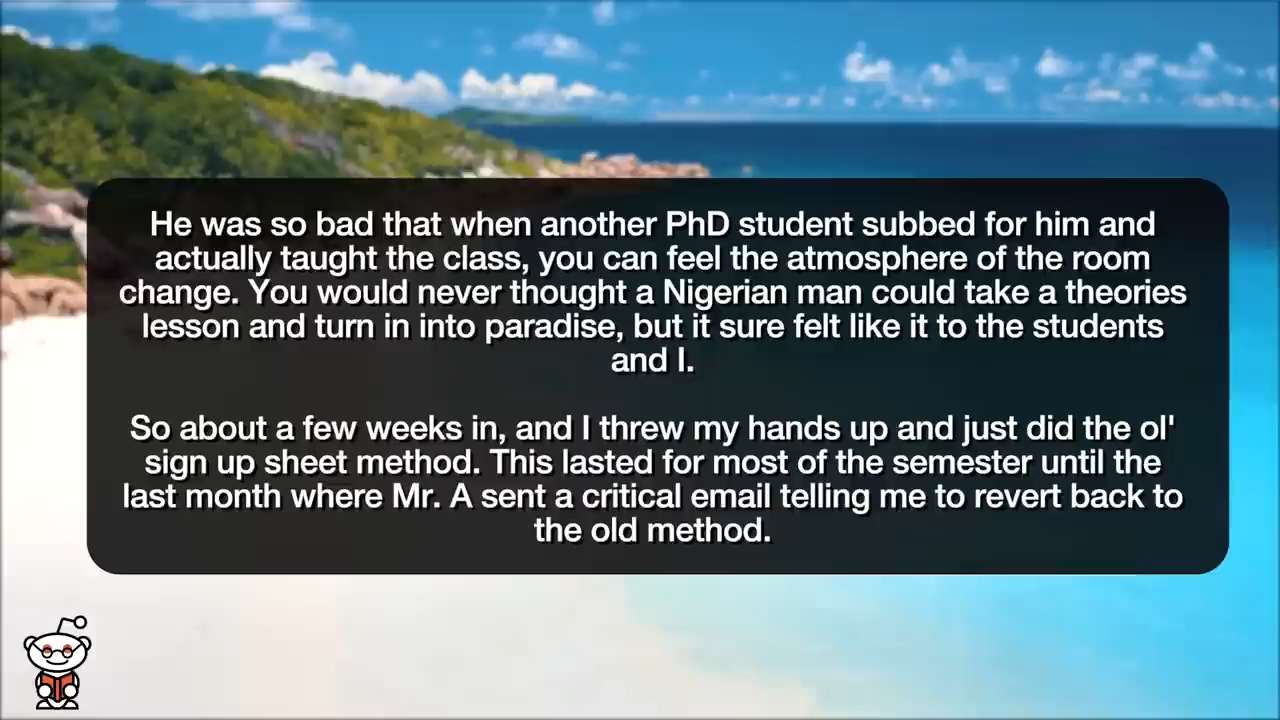 He was so bad that when another PhD student subbed for him and
actually taught the class, you can feel the atmosphere of the room
change. You would never thought a Nigerian man could take a theories
lesson and turn in into paradise, but it sure felt like it to the students
and I.
So about a few weeks in, and I threw my hands up and just did the ol'
sign up sheet method. This lasted for most of the semester until the
last month where Mr. A sent a critical email telling me to revert back to
the old method.